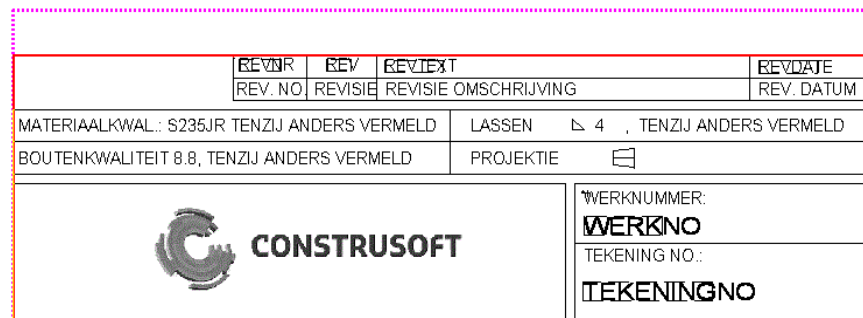 REVNR REV REVTEXT REVDATE
REV. NO. REVISIE REVISIE OMSCHRIJVING REV. DATUM
MATERIAALKWAL.: S235JR TENZIJ ANDERS VERMELD LASSEN 4 , TENZIJ ANDERS VERMELD
BOUTENKWALITEIT 8.8, TENZIJ ANDERS VERMELD PROJEKTIE
CONSTRUSOFT
WERKNUMMER:
WERKNO
TEKENING NO.:
TEKENINGNO